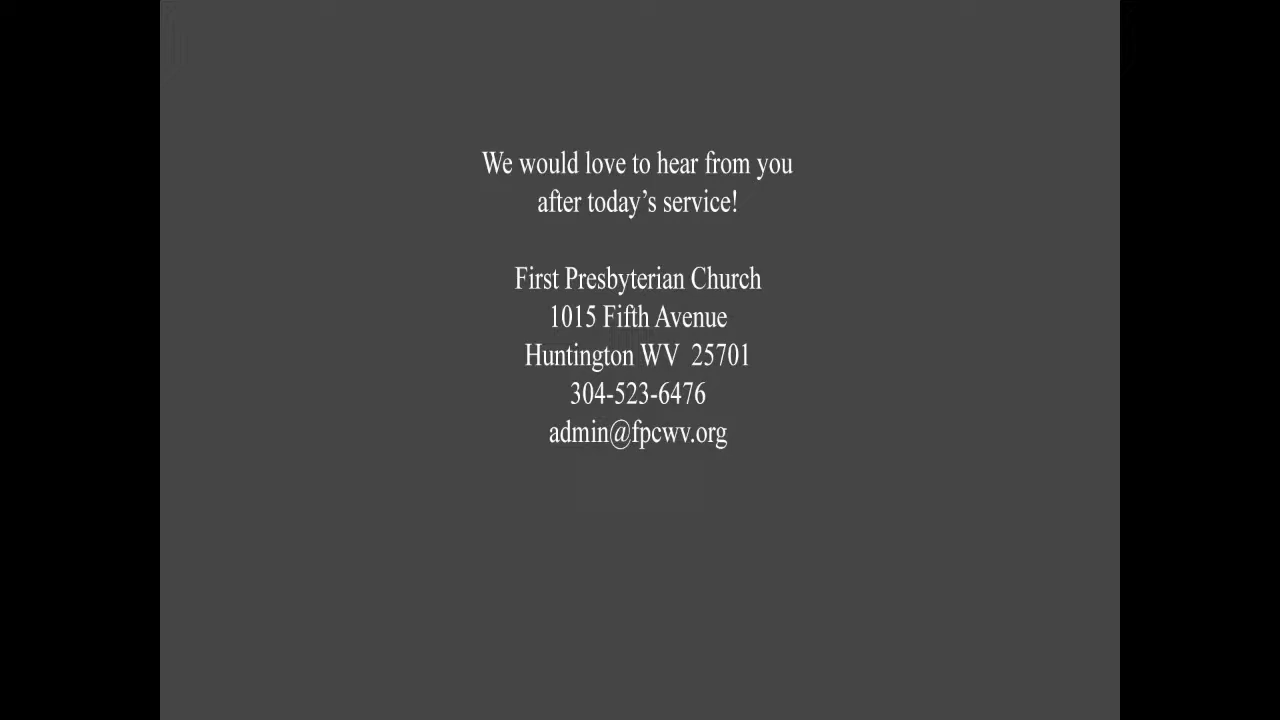 We would love to hear from you
after today’s service!
First Presbyterian Church
1015 Fifth Avenue
Huntington WV  25701
304-523-6476
admin@fpcwv.org